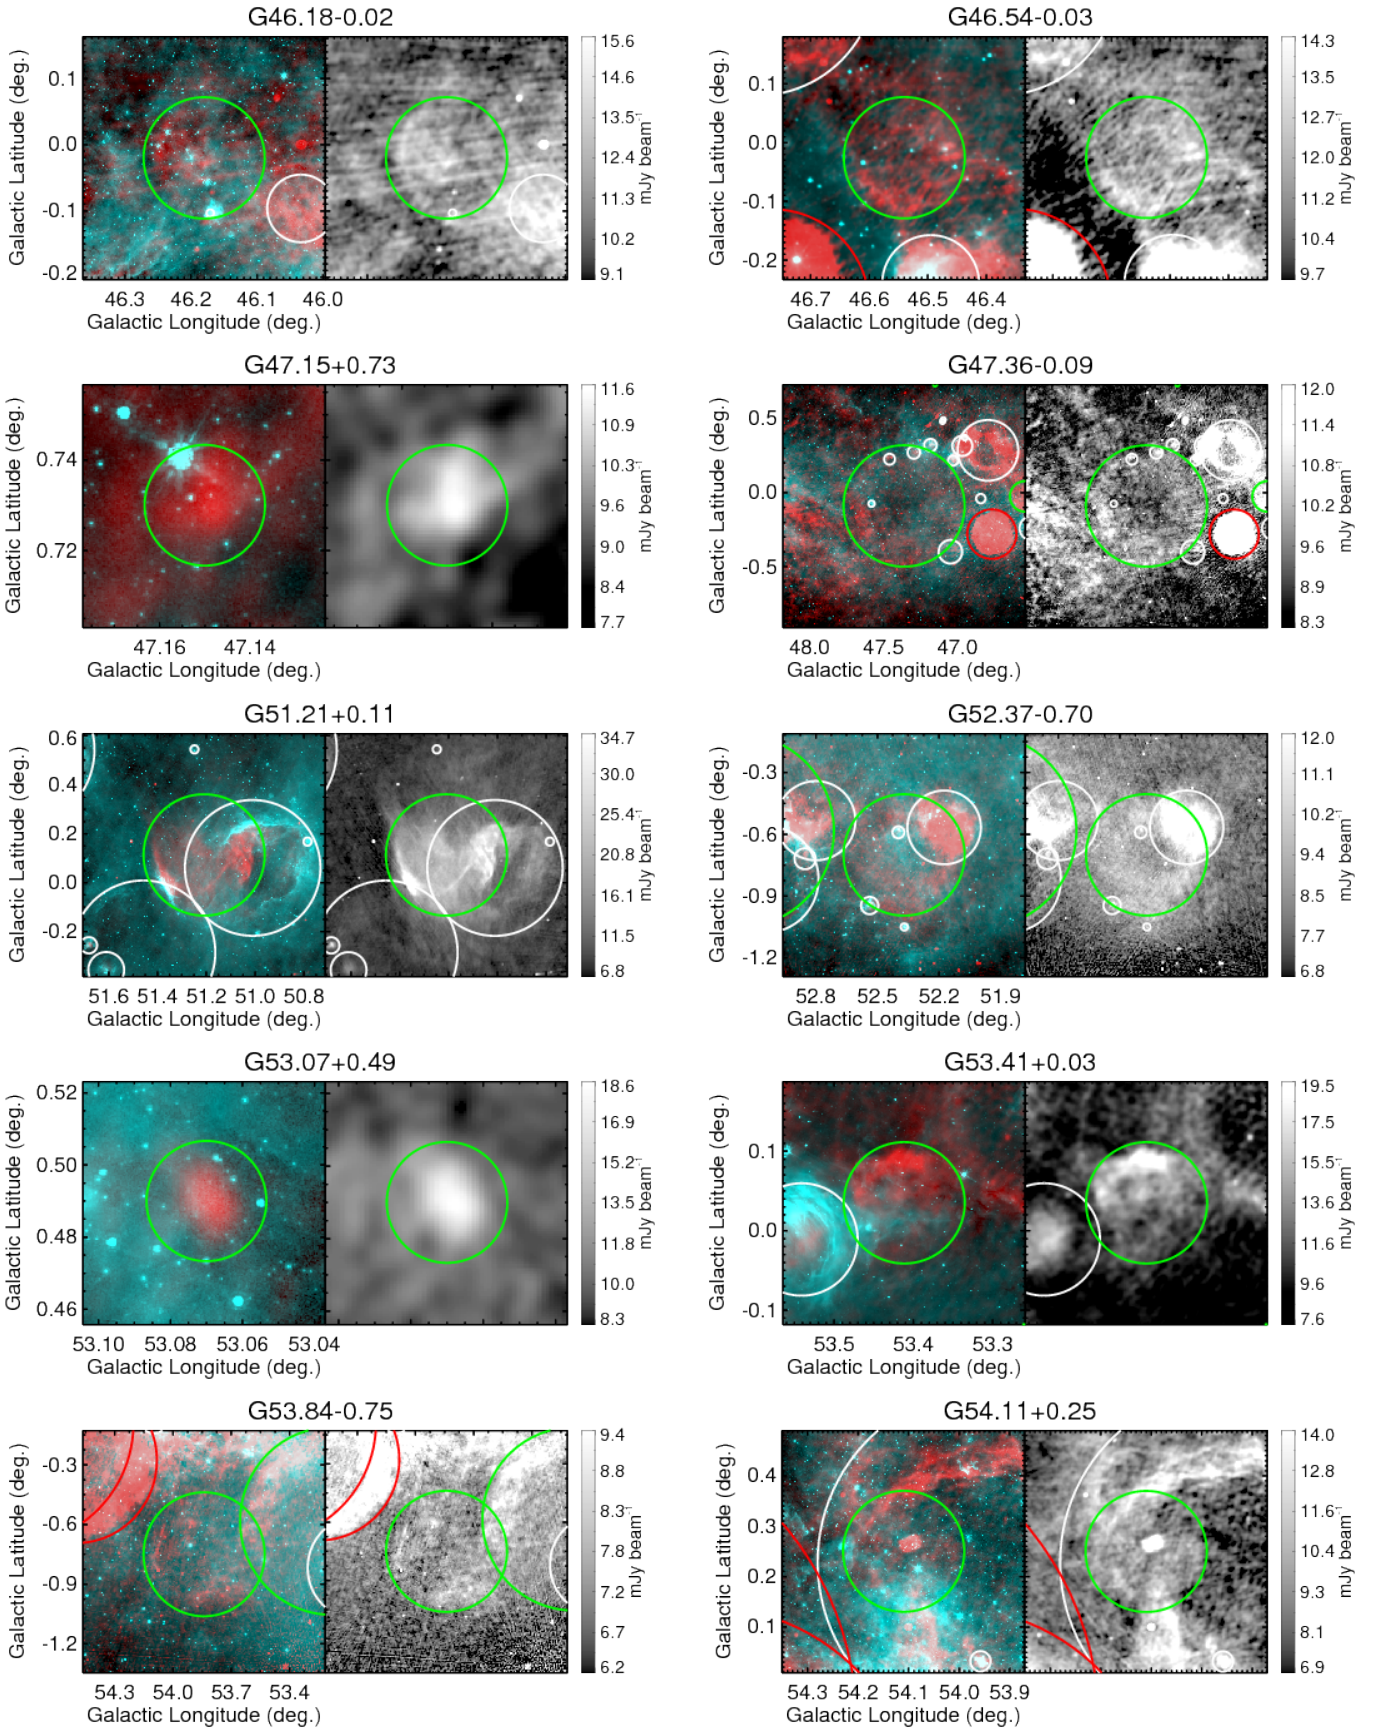 G46.18-0.02
Galactic Latitude (deg.)
0.1
0.0
-0.1
-0.2
46.3 46.2 46.1 46.0
Galactic Longitude (deg.)
15.6
14.6
13.5
12.4
11.3
10.2
9.1
mJy beam⁻¹
G46.54-0.03
Galactic Latitude (deg.)
0.1
0.0
-0.1
-0.2
46.7 46.6 46.5 46.4
Galactic Longitude (deg.)
14.3
13.5
12.7
12.0
11.2
10.4
9.7
mJy beam⁻¹
G47.15+0.73
Galactic Latitude (deg.)
0.74
0.72
47.16 47.14
Galactic Longitude (deg.)
11.6
10.9
10.3
9.6
9.0
8.4
7.7
mJy beam⁻¹
G47.36-0.09
Galactic Latitude (deg.)
0.5
0.0
-0.5
48.0 47.5 47.0
Galactic Longitude (deg.)
12.0
11.4
10.8
10.2
9.6
8.9
8.3
mJy beam⁻¹
G51.21+0.11
Galactic Latitude (deg.)
0.6
0.4
0.2
0.0
-0.2
51.6 51.4 51.2 51.0 50.8
Galactic Longitude (deg.)
34.7
30.0
25.4
20.8
16.1
11.5
6.8
mJy beam⁻¹
G52.37-0.70
Galactic Latitude (deg.)
-0.3
-0.6
-0.9
-1.2
52.8 52.5 52.2 51.9
Galactic Longitude (deg.)
12.0
11.1
10.2
9.4
8.5
7.7
6.8
mJy beam⁻¹
G53.07+0.49
Galactic Latitude (deg.)
0.52
0.50
0.48
0.46
53.10 53.08 53.06 53.04
Galactic Longitude (deg.)
18.6
16.9
15.2
13.5
11.8
10.0
8.3
mJy beam⁻¹
G53.41+0.03
Galactic Latitude (deg.)
0.1
0.0
-0.1
53.5 53.4 53.3
Galactic Longitude (deg.)
19.5
17.5
15.5
13.6
11.6
9.6
7.6
mJy beam⁻¹
G53.84-0.75
Galactic Latitude (deg.)
-0.3
-0.6
-0.9
-1.2
54.3 54.0 53.7 53.4
Galactic Longitude (deg.)
9.4
8.8
8.3
7.8
7.2
6.7
6.2
mJy beam⁻¹
G54.11+0.25
Galactic Latitude (deg.)
0.4
0.3
0.2
0.1
54.3 54.2 54.1 54.0 53.9
Galactic Longitude (deg.)
14.0
12.8
11.6
10.4
9.3
8.1
6.9
mJy beam⁻¹